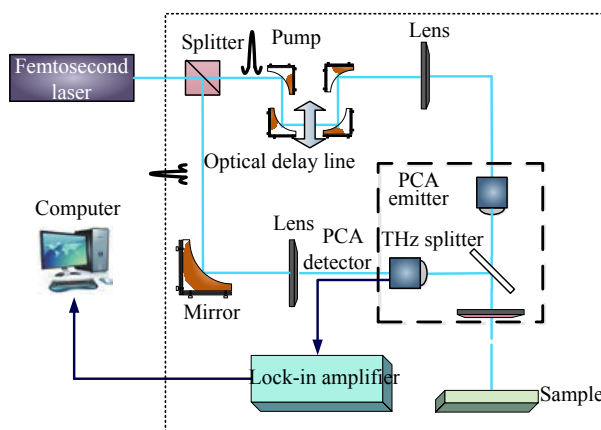 Splitter
Pump
Lens
Femtosecond
laser
Optical delay line
PCA
emitter
Computer
Lens
PCA
detector
THz splitter
Mirror
Lock-in amplifier
Sample